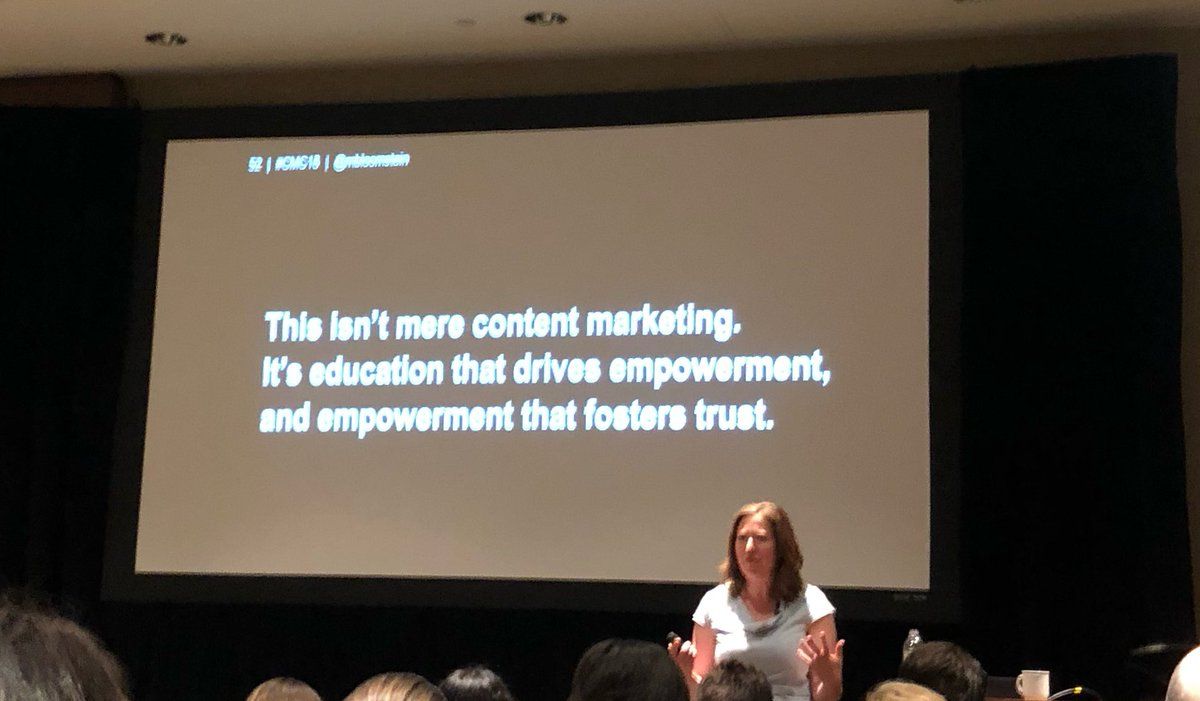 52 | #CMC18 | @mbloomstein
This isn't mere content marketing.
It's education that drives empowerment,
and empowerment that fosters trust.